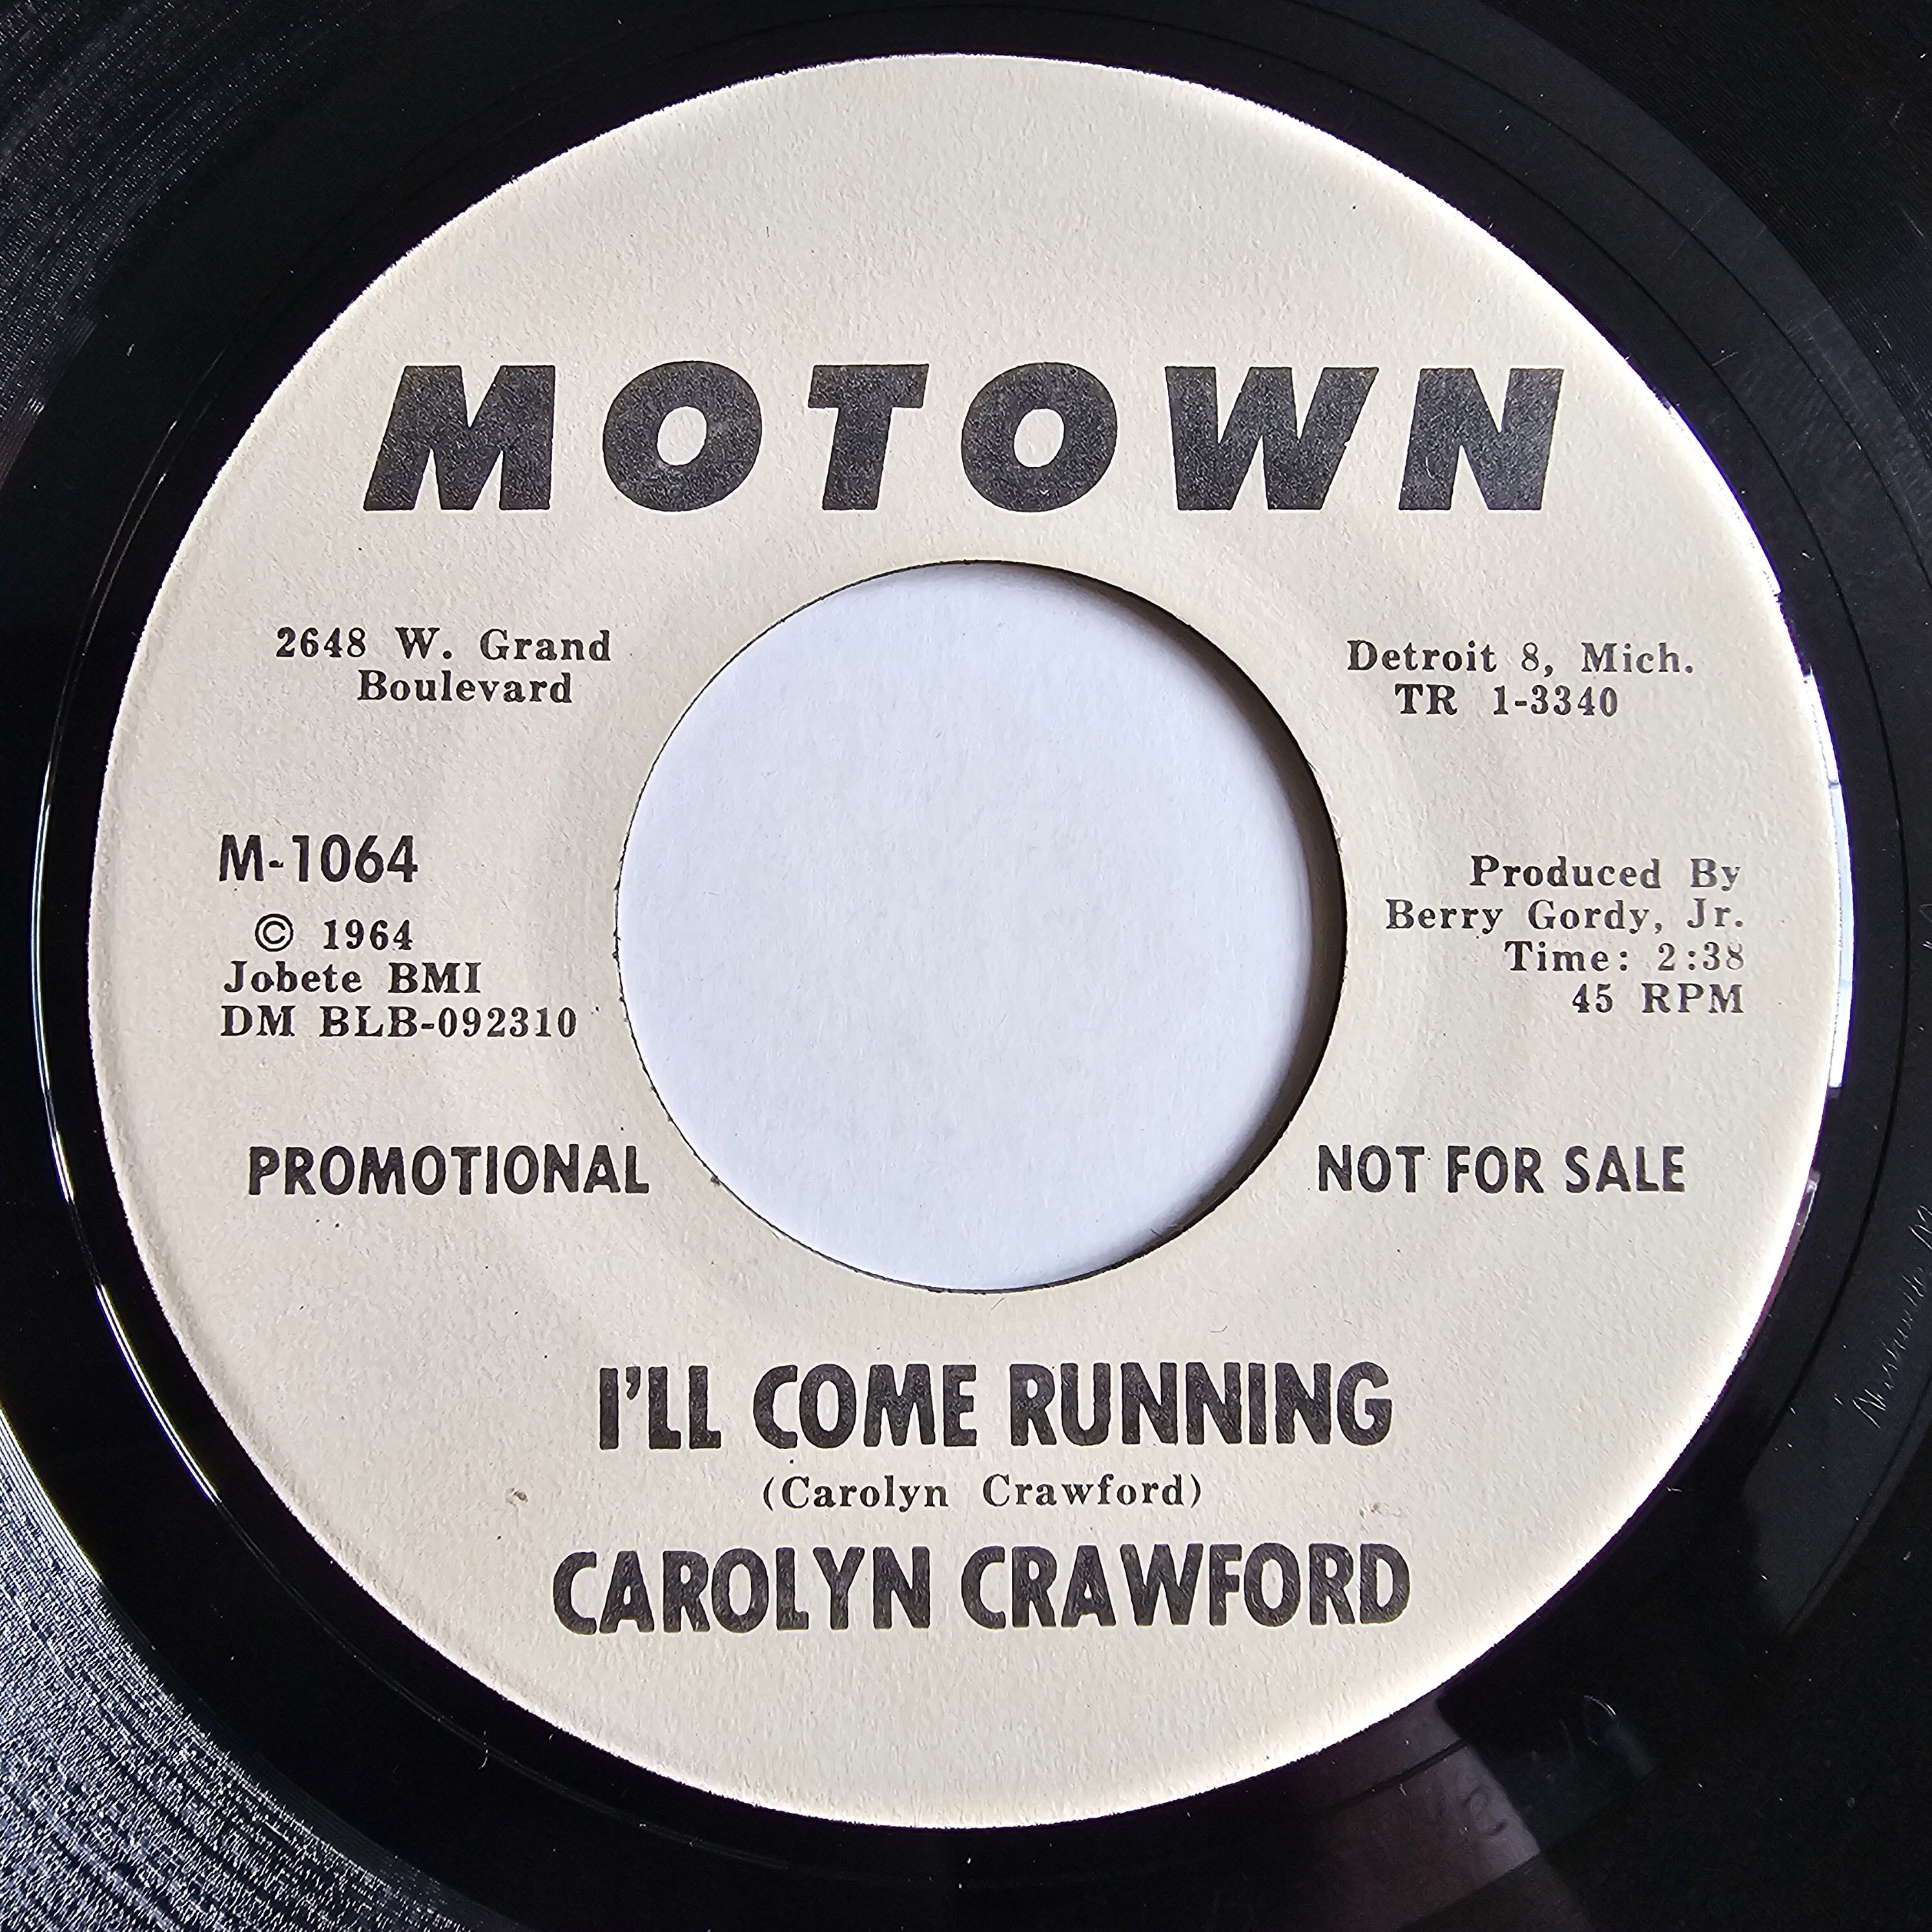 MOTOWN
2648 W. Grand
Boulevard
Detroit 8, Mich.
TR 1-3340
M-1064
© 1964
Jobete BMI
DM BLB-092310
Produced By
Berry Gordy, Jr.
Time: 2:38
45 RPM
PROMOTIONAL
NOT FOR SALE
I'LL COME RUNNING
(Carolyn Crawford)
CAROLYN CRAWFORD